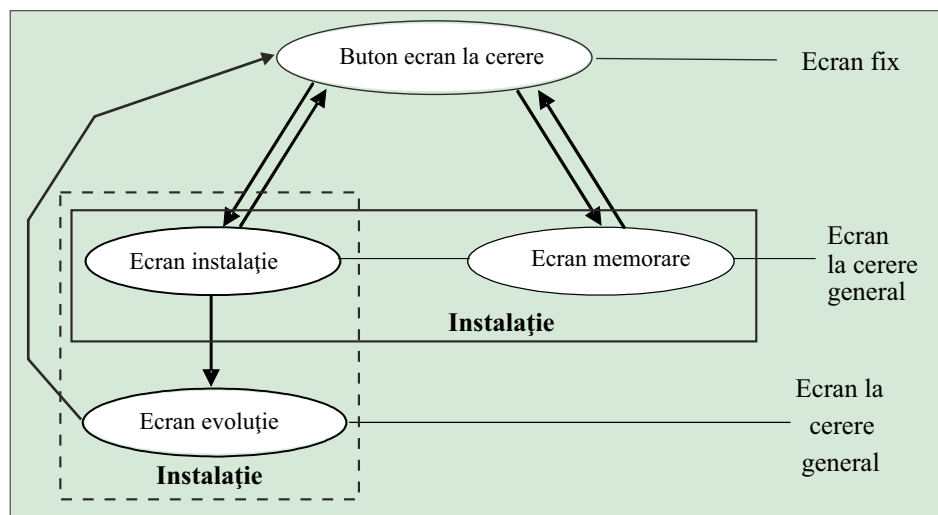 Buton ecran la cerere
Ecran fix
Ecran instalaţie
Ecran memorare
Ecran
la cerere
general
Instalaţie
Ecran evoluţie
Ecran la
cerere
general
Instalaţie